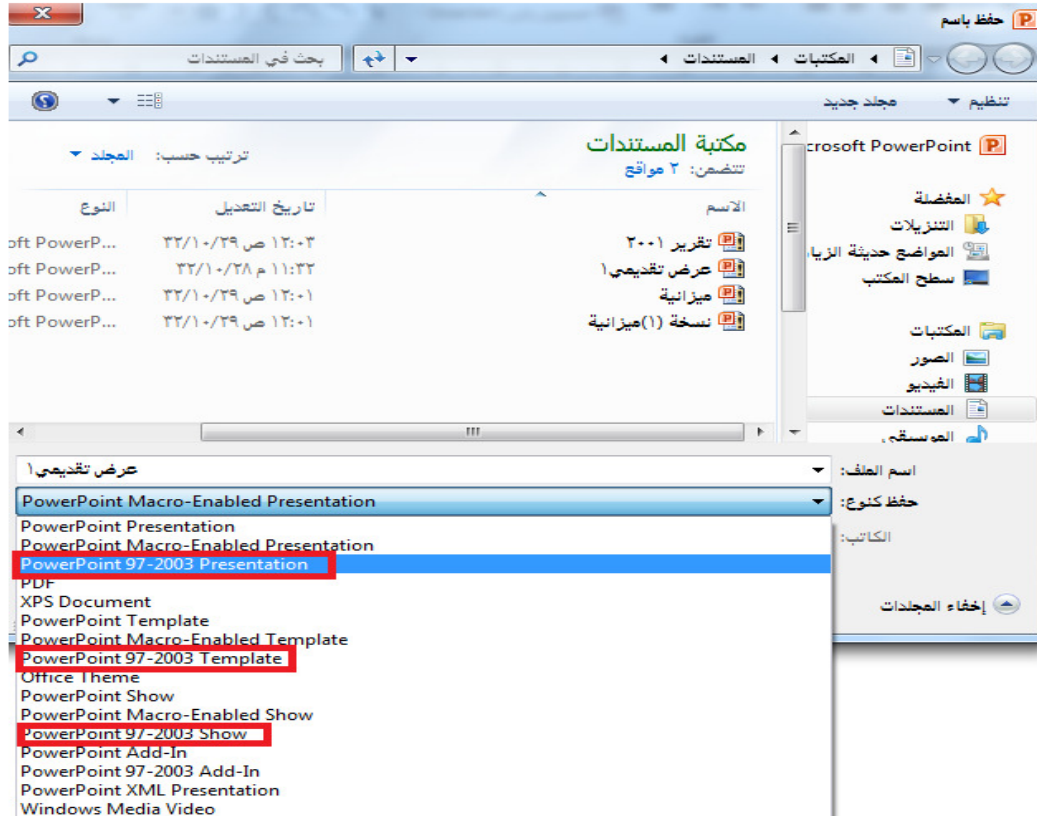 حفظ باسم
المكتبات ◂ المستندات ◂
بحث في المستندات
تنظيم ▾ مجلد جديد
crosoft PowerPoint
المفضلة
التنزيلات
المواضع حديثة الزيا
سطح المكتب
المكتبات
الصور
الفيديو
المستندات
الموسيقى
مكتبة المستندات
تتضمن: ٢ مواقع
ترتيب حسب: المجلد ▾
الاسم تاريخ التعديل النوع
تقرير ٢٠٠١ ١٢:٠٣ ص ٣٢/١٠/٢٩ oft PowerP...
عرض تقديمي١ ١١:٣٢ م ٣٢/١٠/٢٨ oft PowerP...
ميزانية ١٢:٠١ ص ٣٢/١٠/٢٩ oft PowerP...
نسخة (١)ميزانية ١٢:٠١ ص ٣٢/١٠/٢٩ oft PowerP...
اسم الملف: عرض تقديمي١
حفظ كنوع: PowerPoint Macro-Enabled Presentation
الكاتب:
إخفاء المجلدات
PowerPoint Presentation
PowerPoint Macro-Enabled Presentation
PowerPoint 97-2003 Presentation
PDF
XPS Document
PowerPoint Template
PowerPoint Macro-Enabled Template
PowerPoint 97-2003 Template
Office Theme
PowerPoint Show
PowerPoint Macro-Enabled Show
PowerPoint 97-2003 Show
PowerPoint Add-In
PowerPoint 97-2003 Add-In
PowerPoint XML Presentation
Windows Media Video